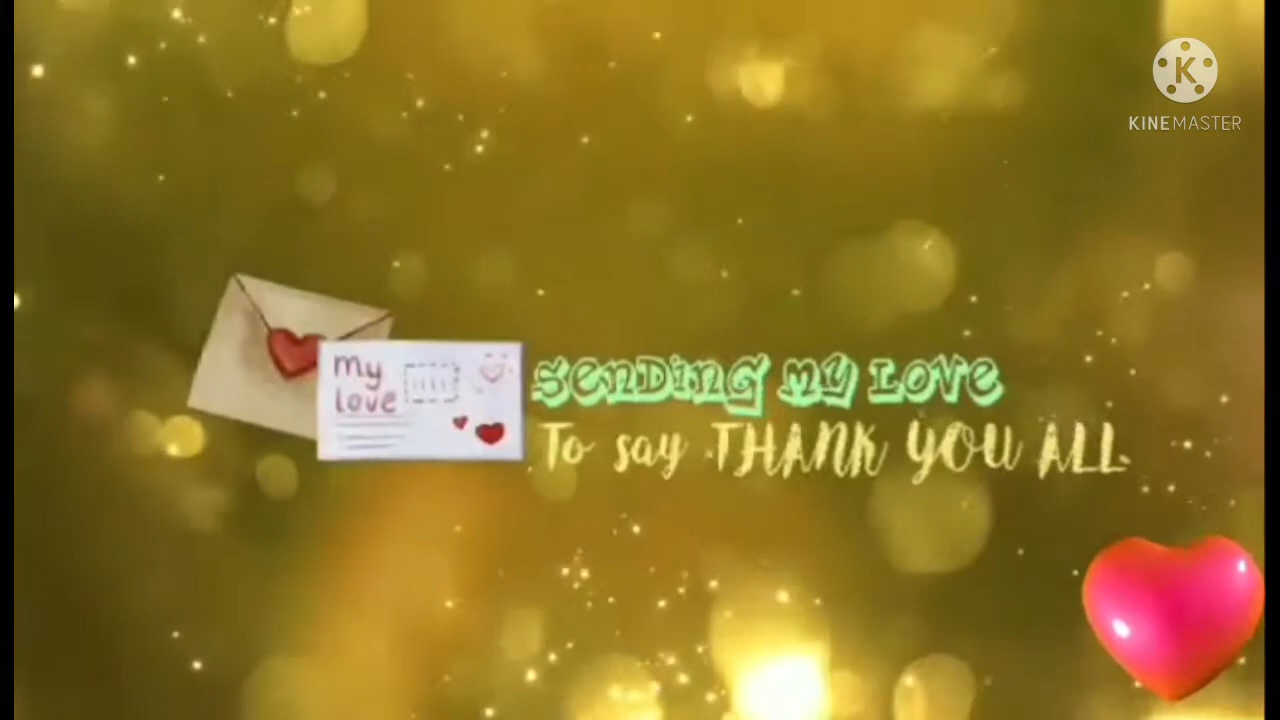 K
KINEMASTER
My
love
SENDING MY LOVE
To say THANK YOU ALL